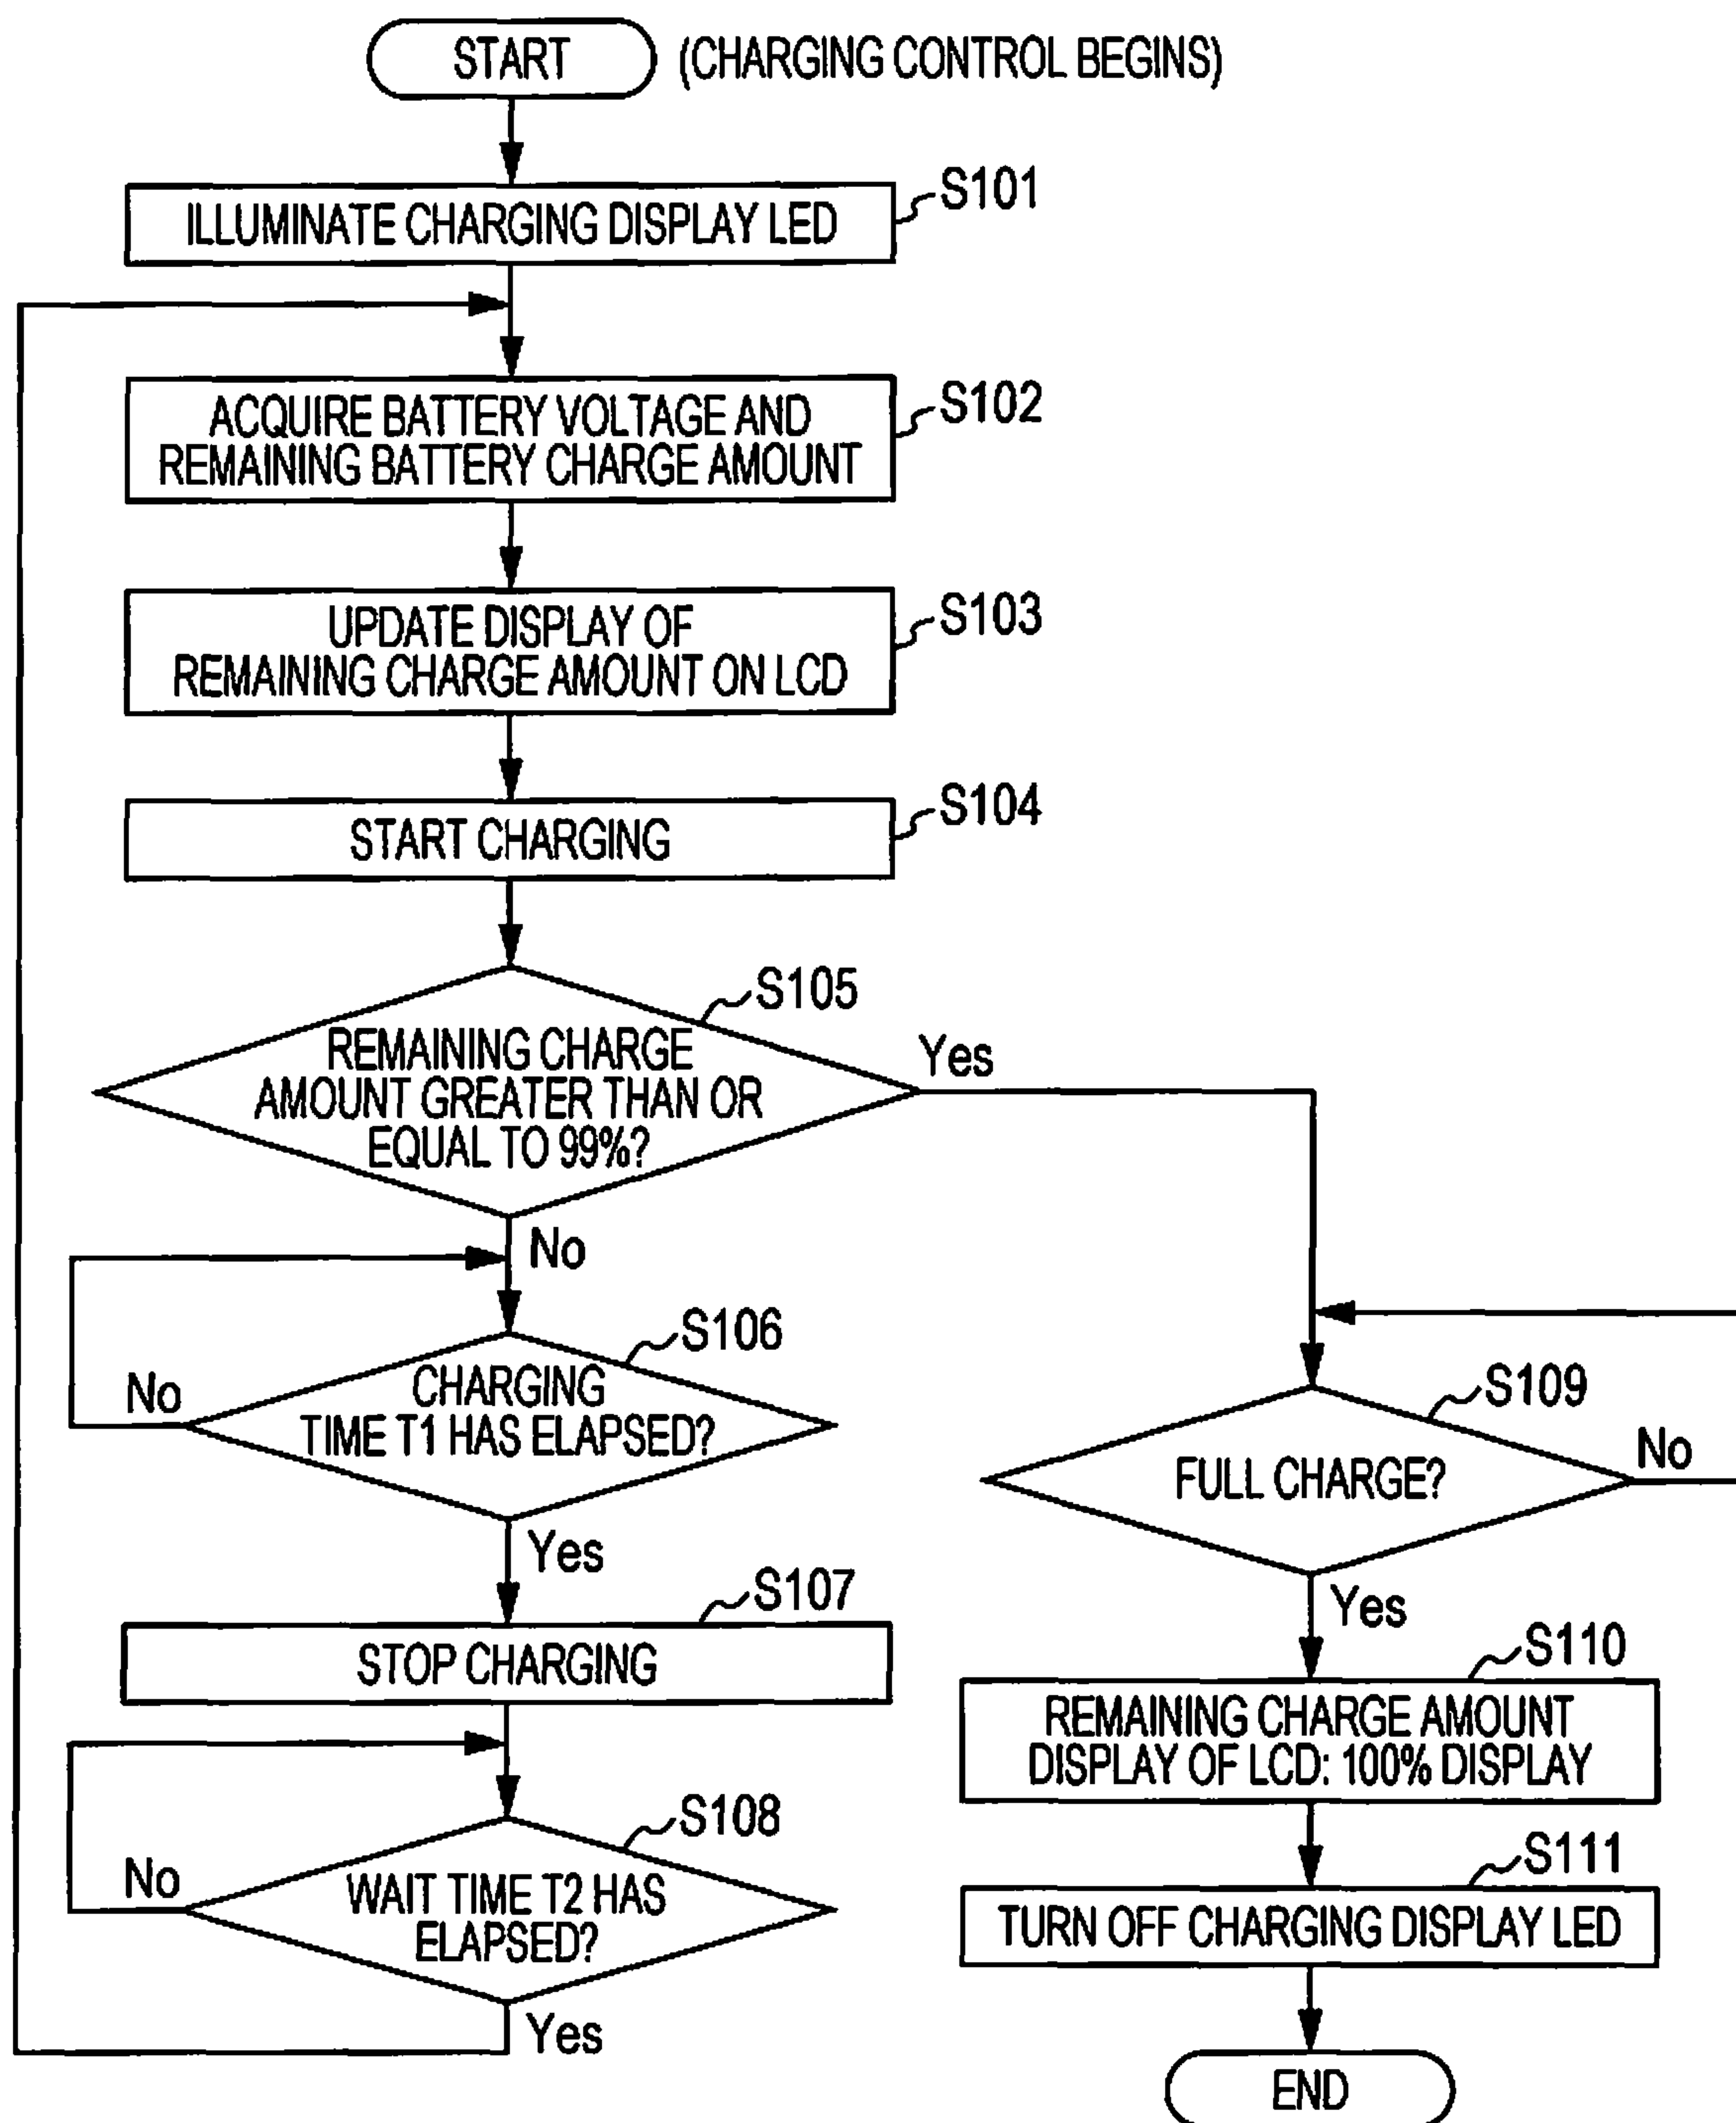 START
(CHARGING CONTROL BEGINS)
S101
ILLUMINATE CHARGING DISPLAY LED
S102
ACQUIRE BATTERY VOLTAGE AND
REMAINING BATTERY CHARGE AMOUNT
S103
UPDATE DISPLAY OF
REMAINING CHARGE AMOUNT ON LCD
S104
START CHARGING
S105
REMAINING CHARGE
AMOUNT GREATER THAN OR
EQUAL TO 99%?
Yes
No
S106
CHARGING
TIME T1 HAS ELAPSED?
No
Yes
S107
STOP CHARGING
S108
WAIT TIME T2 HAS
ELAPSED?
No
Yes
S109
FULL CHARGE?
No
Yes
S110
REMAINING CHARGE AMOUNT
DISPLAY OF LCD: 100% DISPLAY
S111
TURN OFF CHARGING DISPLAY LED
END